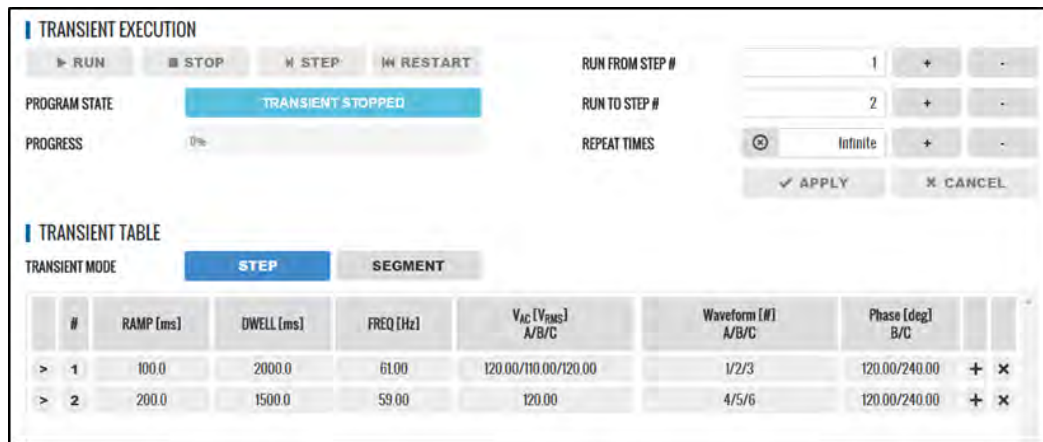 TRANSIENT EXECUTION
RUN STOP STEP RESTART RUN FROM STEP # 1 + -
PROGRAM STATE TRANSIENT STOPPED RUN TO STEP # 2 + -
PROGRESS 0% REPEAT TIMES Infinite + -
APPLY CANCEL
TRANSIENT TABLE
TRANSIENT MODE STEP SEGMENT
# RAMP [ms] DWELL [ms] FREQ [Hz] VAC [VRMS] A/B/C Waveform [#] A/B/C Phase [deg] B/C
> 1 100.0 2000.0 61.00 120.00/110.00/120.00 1/2/3 120.00/240.00 + ×
> 2 200.0 1500.0 59.00 120.00 4/5/6 120.00/240.00 + ×